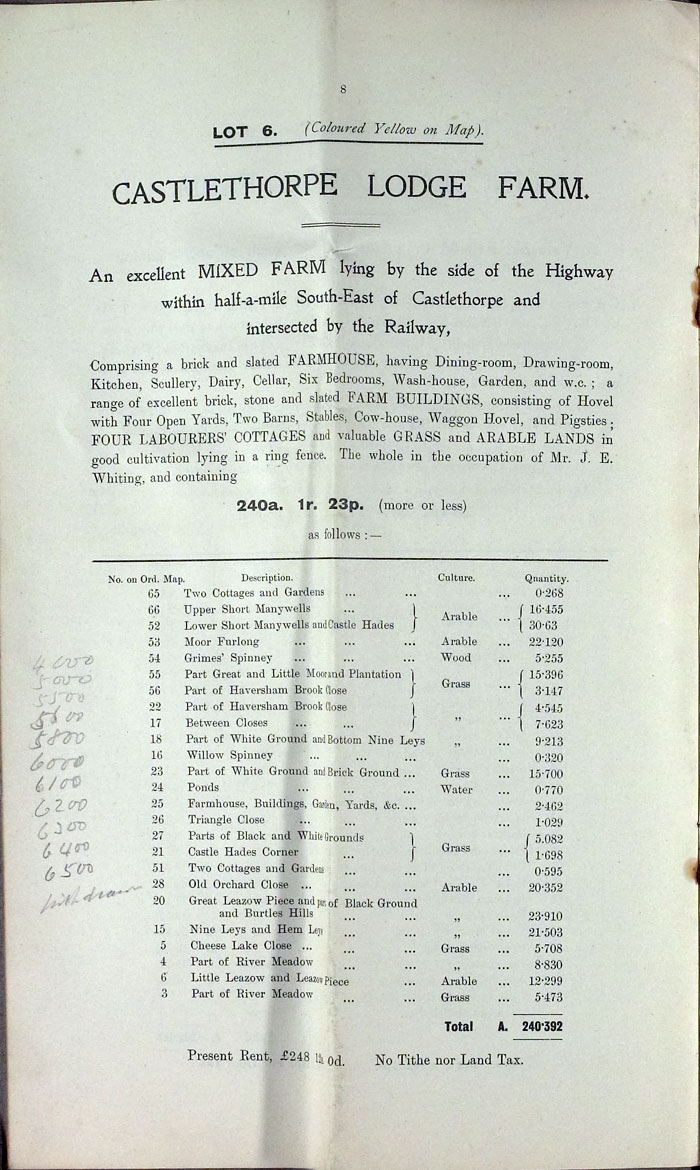 8
LOT 6. (Coloured Yellow on Map).
CASTLETHORPE LODGE FARM.
An excellent MIXED FARM lying by the side of the Highway
within half-a-mile South-East of Castlethorpe and
intersected by the Railway,
Comprising a brick and slated FARMHOUSE, having Dining-room, Drawing-room,
Kitchen, Scullery, Dairy, Cellar, Six Bedrooms, Wash-house, Garden, and w.c. ; a
range of excellent brick, stone and slated FARM BUILDINGS, consisting of Hovel
with Four Open Yards, Two Barns, Stables, Cow-house, Waggon Hovel, and Pigsties ;
FOUR LABOURERS' COTTAGES and valuable GRASS and ARABLE LANDS in
good cultivation lying in a ring fence. The whole in the occupation of Mr. J. E.
Whiting, and containing
240a. 1r. 23p. (more or less)
as follows :—
No. on Ord. Map. Description. Culture. Quantity.
65 Two Cottages and Gardens ... ... ... 0·268
66 Upper Short Manywells ... } Arable ... { 16·455
52 Lower Short Manywells and Castle Hades } { 30·63
53 Moor Furlong ... ... ... Arable ... 22·120
54 Grimes' Spinney ... ... ... Wood ... 5·255
55 Part Great and Little Moor and Plantation } Grass ... { 15·396
56 Part of Haversham Brook Close } { 3·147
22 Part of Haversham Brook Close } „ ... { 4·545
17 Between Closes ... ... } { 7·623
18 Part of White Ground and Bottom Nine Leys „ ... 9·213
16 Willow Spinney ... ... ... ... 0·320
23 Part of White Ground and Brick Ground ... Grass ... 15·700
24 Ponds ... ... ... Water ... 0·770
25 Farmhouse, Buildings, Garden, Yards, &c. ... ... 2·462
26 Triangle Close ... ... ... ... 1·029
27 Parts of Black and White Grounds } Grass ... { 5.082
21 Castle Hades Corner ... } { 1·698
51 Two Cottages and Gardens ... ... ... 0·595
28 Old Orchard Close ... ... ... Arable ... 20·352
20 Great Leazow Piece and part of Black Ground
and Burtles Hills ... ... „ ... 23·910
15 Nine Leys and Hem Leys ... ... „ ... 21·503
5 Cheese Lake Close ... ... ... Grass ... 5·708
4 Part of River Meadow ... ... „ ... 8·830
6 Little Leazow and Leazow Piece ... Arable ... 12·299
3 Part of River Meadow ... ... Grass ... 5·473
Total A. 240·392
Present Rent, £248 0d. No Tithe nor Land Tax.
4000
5000
5500
5600
5800
6000
6100
6200
6300
6400
6500
withdrawn